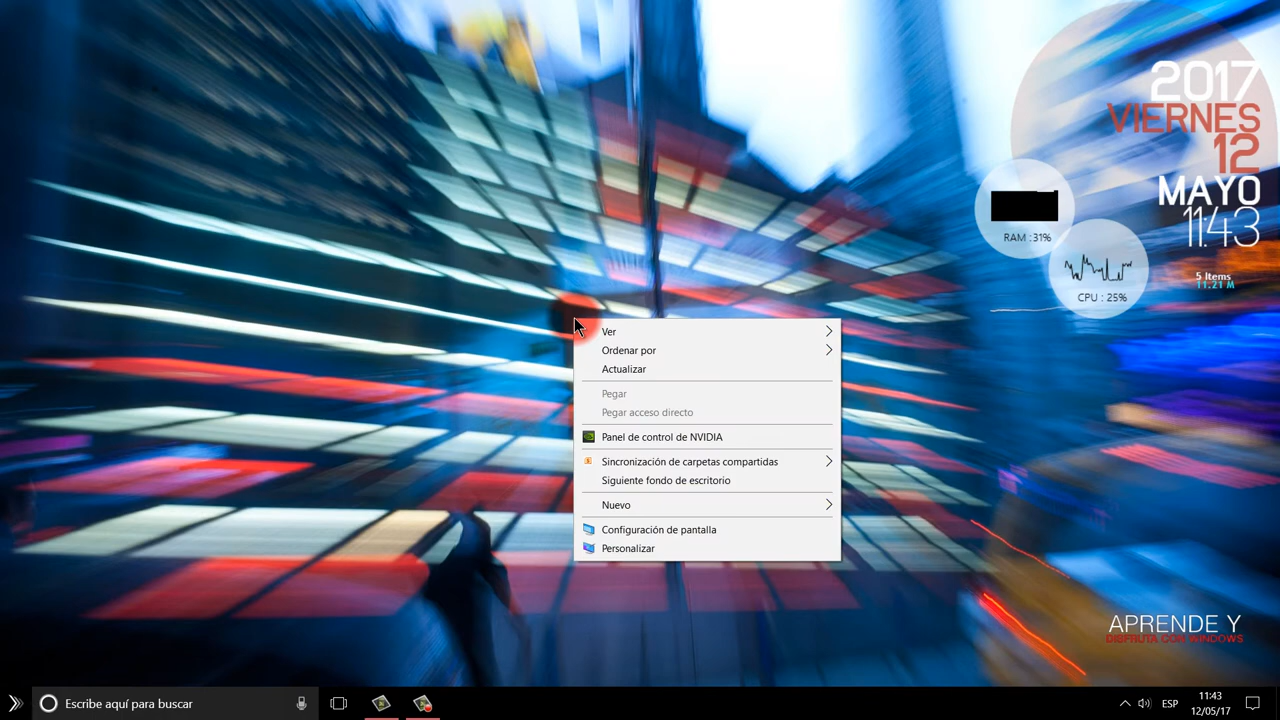 2017
VIERNES
12
MAYO
11:43
RAM :31%
5 Items
11.21 M
CPU : 25%
Ver
Ordenar por
Actualizar
Pegar
Pegar acceso directo
Panel de control de NVIDIA
Sincronización de carpetas compartidas
Siguiente fondo de escritorio
Nuevo
Configuración de pantalla
Personalizar
APRENDE Y
DISFRUTA CON WINDOWS
Escribe aquí para buscar
ESP
11:43
12/05/17